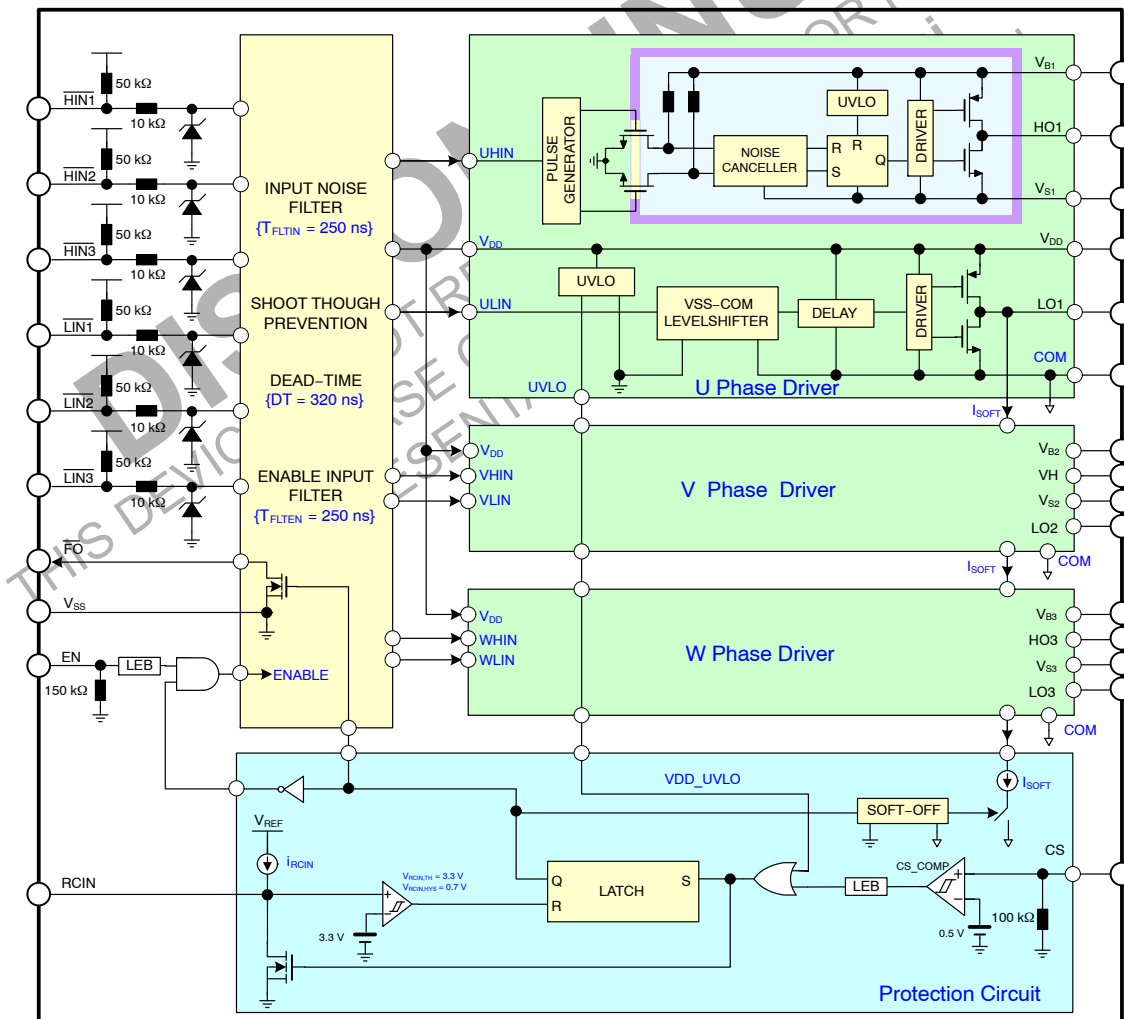 HIN1
50 kΩ
10 kΩ
HIN2
50 kΩ
10 kΩ
HIN3
50 kΩ
10 kΩ
LIN1
50 kΩ
10 kΩ
LIN2
50 kΩ
10 kΩ
LIN3
50 kΩ
10 kΩ
FO
VSS
EN
LEB
150 kΩ
RCIN
INPUT NOISE
FILTER
{TFLTIN = 250 ns}
SHOOT THOUGH
PREVENTION
DEAD-TIME
{DT = 320 ns}
ENABLE INPUT
FILTER
{TFLTEN = 250 ns}
ENABLE
UHIN
PULSE
GENERATOR
NOISE
CANCELLER
UVLO
R
R
S
Q
DRIVER
VB1
HO1
VS1
VDD
UVLO
ULIN
VSS-COM
LEVELSHIFTER
DELAY
DRIVER
VDD
LO1
COM
UVLO
U Phase Driver
ISOFT
VDD
VHIN
VLIN
V Phase Driver
VB2
VH
VS2
LO2
ISOFT
COM
VDD
WHIN
WLIN
W Phase Driver
VB3
HO3
VS3
LO3
COM
VDD_UVLO
ISOFT
SOFT-OFF
VREF
iRCIN
VRCIN,TH = 3.3 V
VRCIN,HYS = 0.7 V
+
-
3.3 V
Q
R
LATCH
S
LEB
CS_COMP
+
-
CS
100 kΩ
0.5 V
Protection Circuit
THIS DEVIC